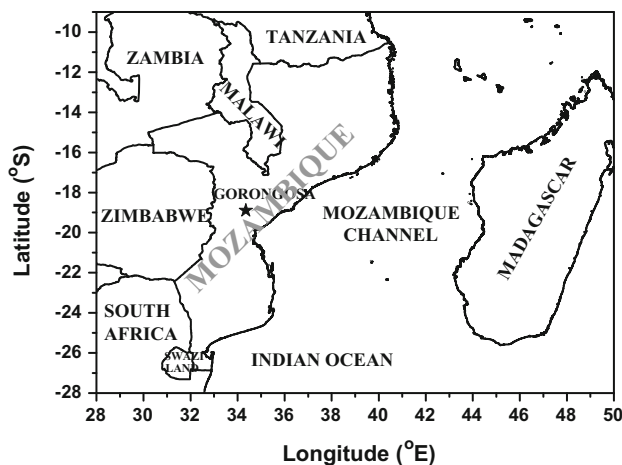 Latitude (°S)
-9
-11
-12
-14
-16
-18
-20
-22
-24
-26
-28
TANZANIA
ZAMBIA
MALAWI
MOZAMBIQUE
GORONGOSA
ZIMBABWE
MOZAMBIQUE
CHANNEL
MADAGASCAR
SOUTH
AFRICA
SWAZI
LAND
INDIAN OCEAN
28 30 32 34 36 38 40 42 44 46 48 50
Longitude (°E)